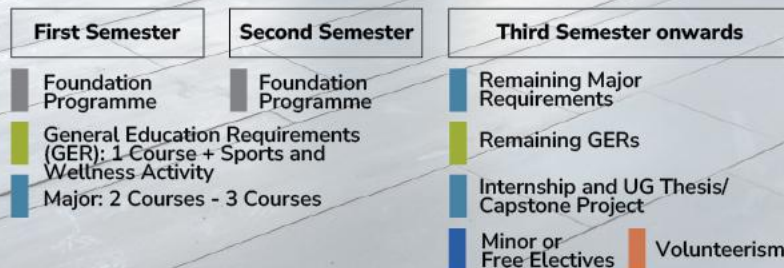 First Semester
Second Semester
Third Semester onwards
Foundation
Programme
Foundation
Programme
General Education Requirements
(GER): 1 Course + Sports and
Wellness Activity
Major: 2 Courses - 3 Courses
Remaining Major
Requirements
Remaining GERs
Internship and UG Thesis/
Capstone Project
Minor or
Free Electives
Volunteerism